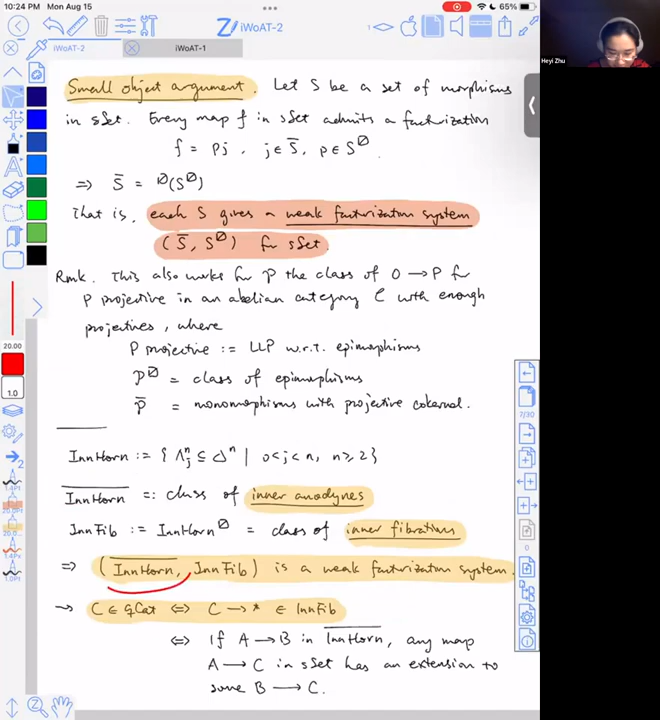 10:24 PM Mon Aug 15
65%
iWoAT-2
iWoAT-2
iWoAT-1
Heyi Zhu
Small object argument. Let S be a set of morphisms
in sSet. Every map f in sSet admits a factorization
f = pj, j ∈ S̄, p ∈ S^⧄.
⇒ S̄ = ^⧄(S^⧄)
That is, each S gives a weak factorization system
(S̄, S^⧄) for sSet.
Rmk. This also works for P the class of 0 → P for
P projective in an abelian category C with enough
projectives, where
P projective := LLP w.r.t. epimorphisms
P^⧄ = class of epimorphisms
P̄ = monomorphisms with projective cokernel.
InnHorn := { Λ^n_j ⊆ Δ^n | 0<j<n, n≥2}
I̅n̅n̅H̅o̅r̅n̅ =: class of inner anodynes
InnFib := InnHorn^⧄ = class of inner fibrations
⇒ (I̅n̅n̅H̅o̅r̅n̅, InnFib) is a weak factorization system.
→ C ∈ qCat ⇔ C → * ∈ InnFib
⇔ If A → B in I̅n̅n̅H̅o̅r̅n̅, any map
A → C in sSet has an extension to
some B → C.
20.00
1.0
7/30
0